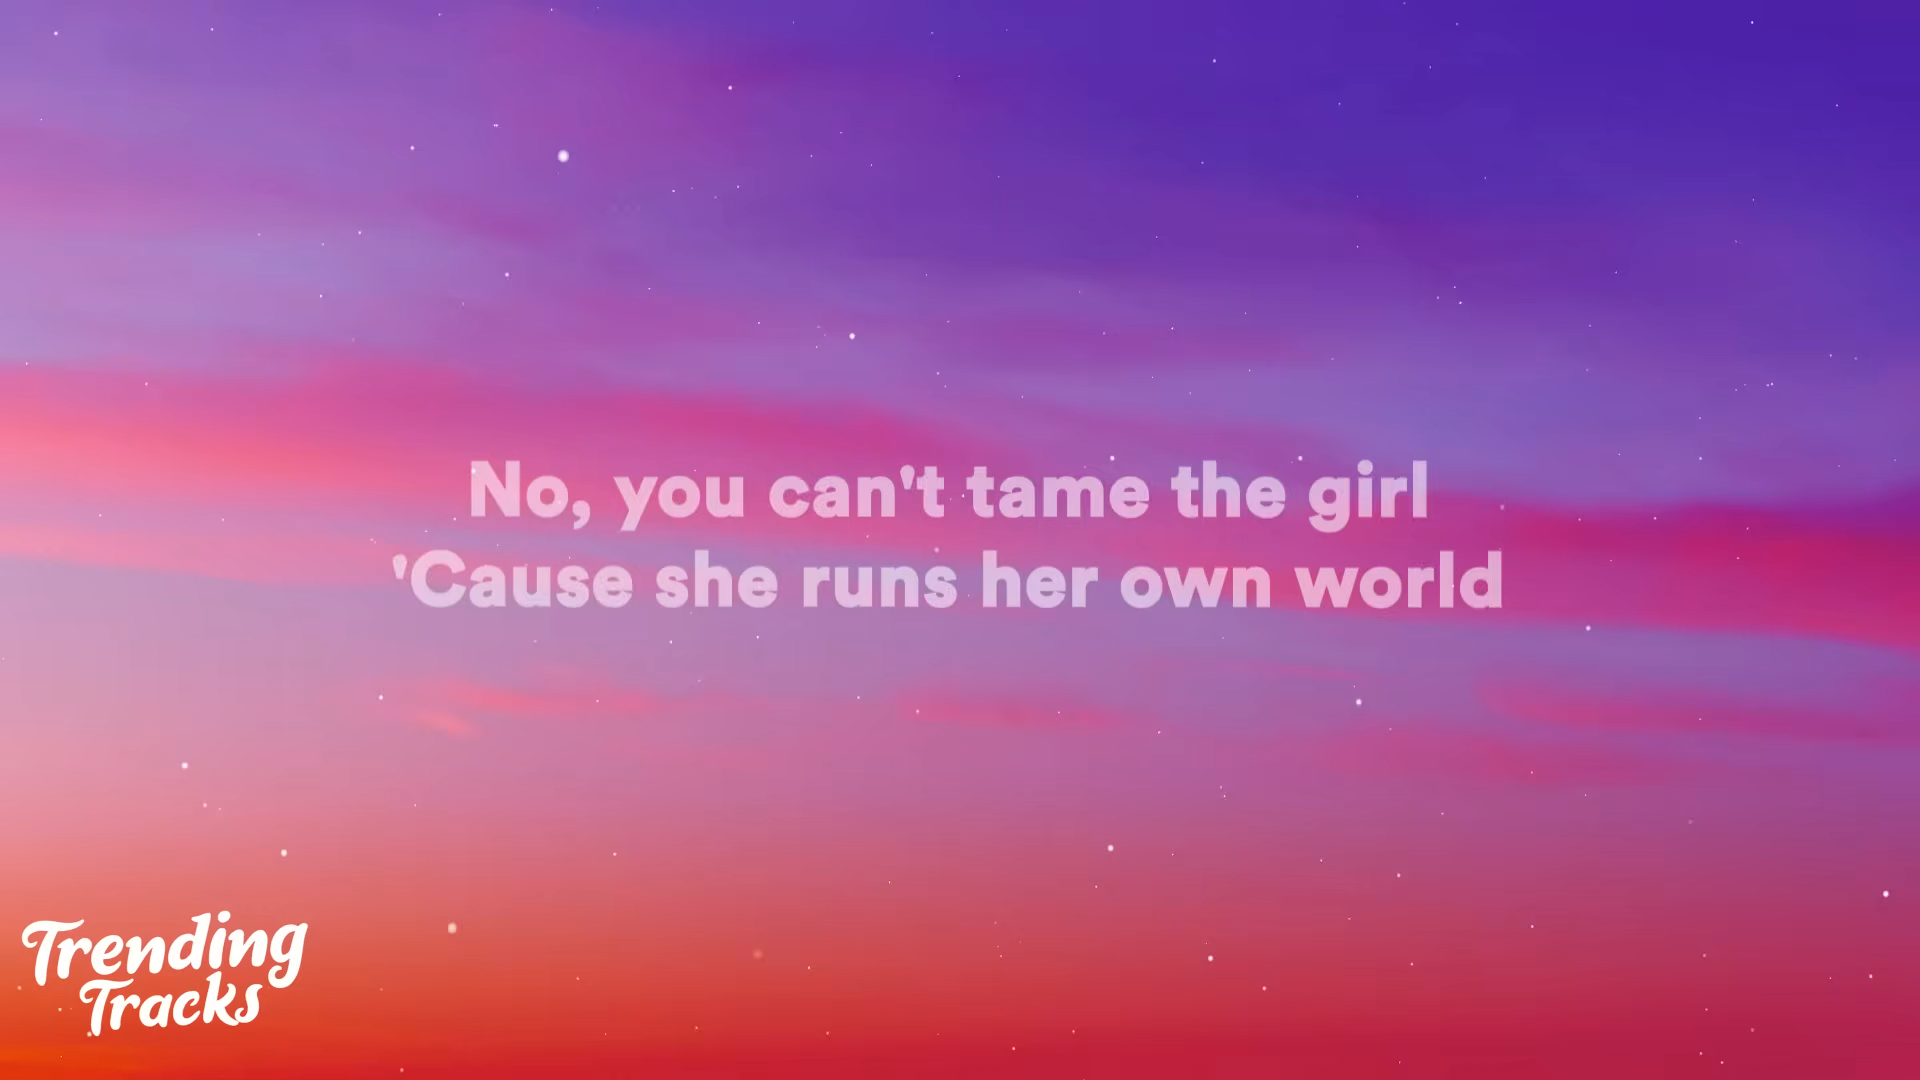 No, you can't tame the girl
'Cause she runs her own world
Trending
Tracks